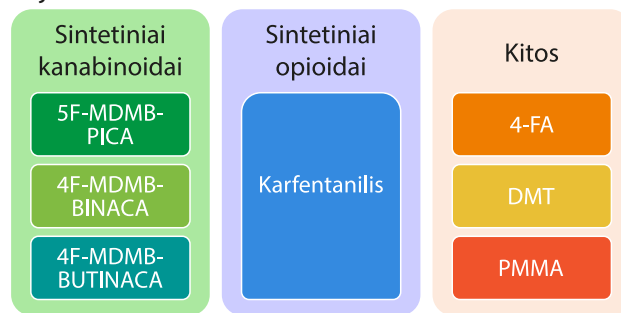 Sintetiniai
kanabinoidai
5F-MDMB-
PICA
4F-MDMB-
BINACA
4F-MDMB-
BUTINACA
Sintetiniai
opioidai
Karfentanilis
Kitos
4-FA
DMT
PMMA